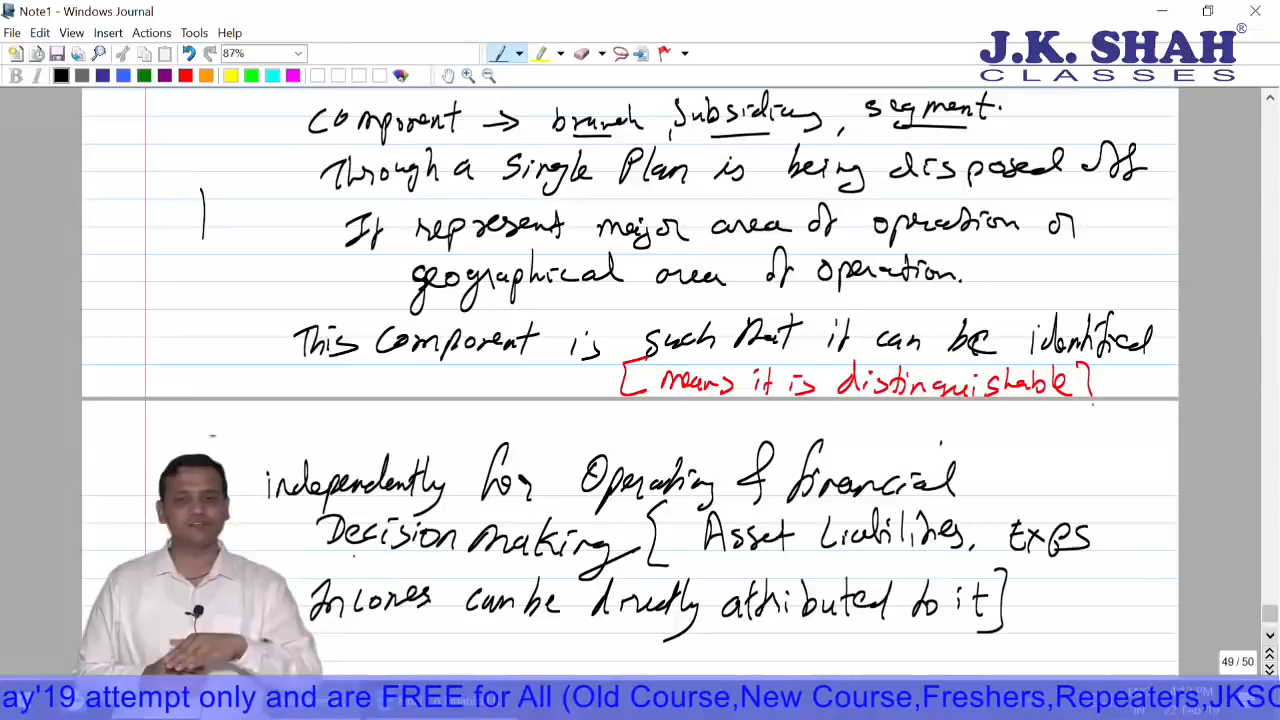 Note1 - Windows Journal
File Edit View Insert Actions Tools Help
87%
J.K. SHAH®
CLASSES
Component → branch, Subsidiary, segment.
Through a Single Plan is being disposed off
It represent major area of operation or
geographical area of operation.
This Component is such that it can be identified
[means it is distinguishable]
independently for Operating & financial
Decision making [Asset Liabilities, Exps
Incomes can be directly attributed to it]
49 / 50
ay'19 attempt only and are FREE for All (Old Course,New Course,Freshers,Repeaters,JKSC